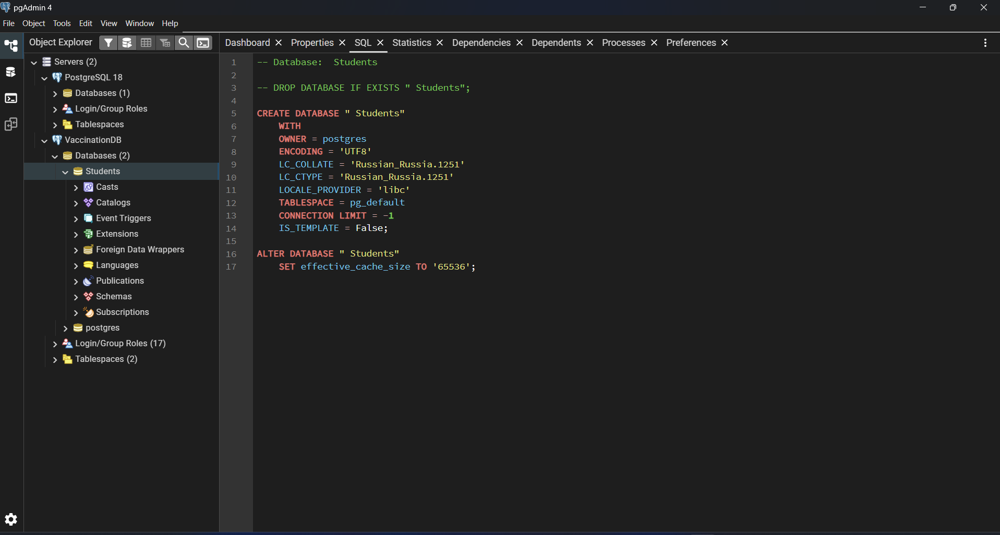 pgAdmin 4
File Object Tools Edit View Window Help
Object Explorer
Dashboard Properties SQL Statistics Dependencies Dependents Processes Preferences
Servers (2)
PostgreSQL 18
Databases (1)
Login/Group Roles
Tablespaces
VaccinationDB
Databases (2)
Students
Casts
Catalogs
Event Triggers
Extensions
Foreign Data Wrappers
Languages
Publications
Schemas
Subscriptions
postgres
Login/Group Roles (17)
Tablespaces (2)
1 -- Database:  Students
2
3 -- DROP DATABASE IF EXISTS " Students";
4
5 CREATE DATABASE " Students"
6     WITH
7     OWNER = postgres
8     ENCODING = 'UTF8'
9     LC_COLLATE = 'Russian_Russia.1251'
10     LC_CTYPE = 'Russian_Russia.1251'
11     LOCALE_PROVIDER = 'libc'
12     TABLESPACE = pg_default
13     CONNECTION LIMIT = -1
14     IS_TEMPLATE = False;
15
16 ALTER DATABASE " Students"
17     SET effective_cache_size TO '65536';